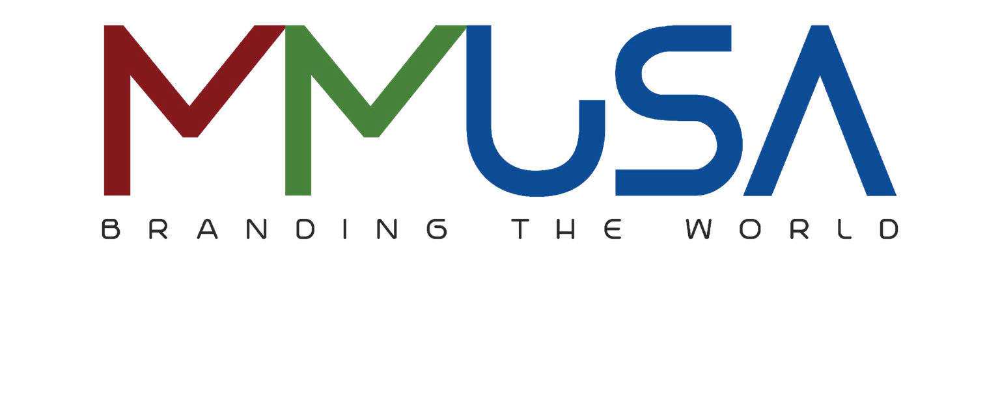 MMUSA
BRANDING THE WORLD